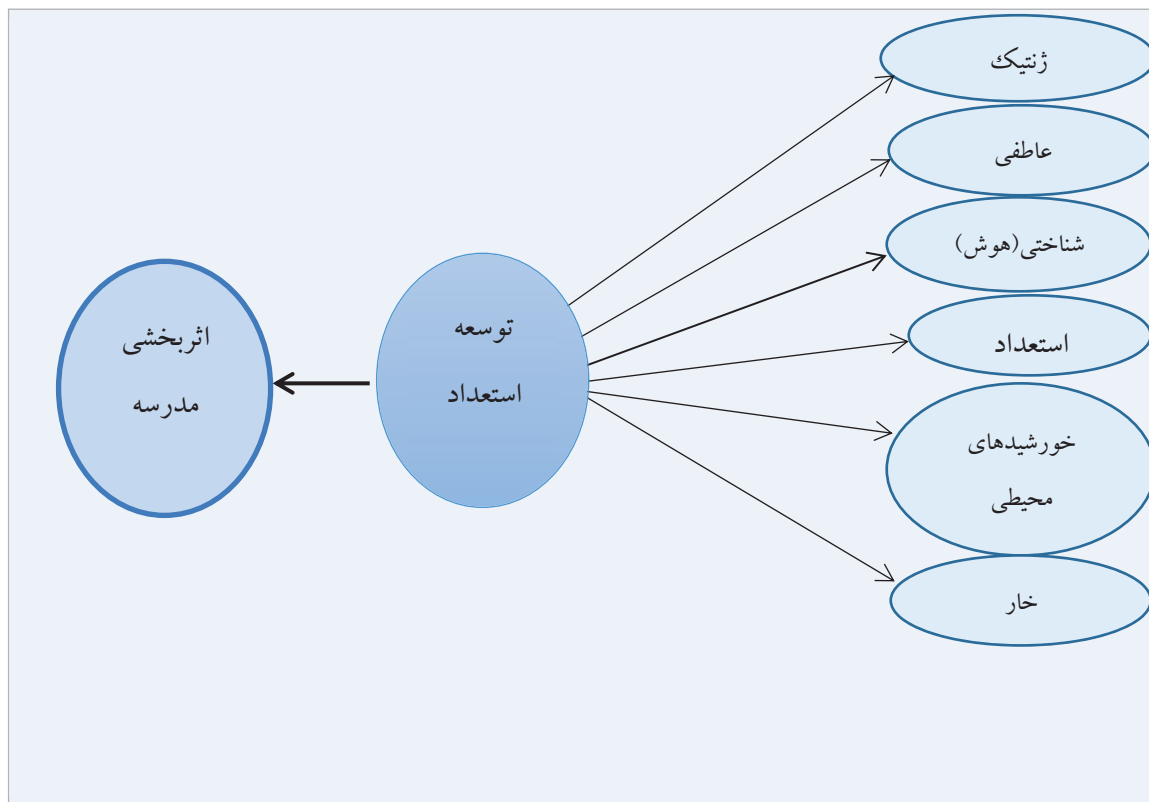 ژنتیک
عاطفی
شناختی(هوش)
استعداد
خورشیدهای
محیطی
خار
توسعه
استعداد
اثربخشی
مدرسه